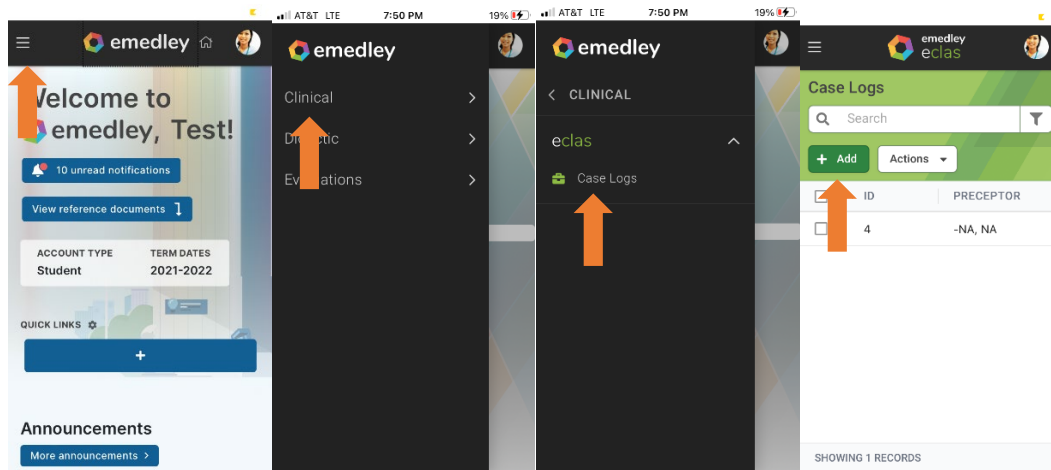 emedley
Welcome to
emedley, Test!
10 unread notifications
View reference documents
ACCOUNT TYPE
TERM DATES
Student
2021-2022
QUICK LINKS
+
Announcements
More announcements >
AT&T LTE 7:50 PM 19%
emedley
Clinical >
Didactic >
Evaluations >
AT&T LTE 7:50 PM 19%
emedley
< CLINICAL
eclas
Case Logs
emedley
eclas
Case Logs
Search
+ Add
Actions
ID PRECEPTOR
4 -NA, NA
SHOWING 1 RECORDS